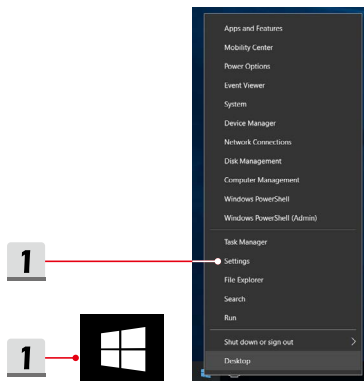 Apps and Features
Mobility Center
Power Options
Event Viewer
System
Device Manager
Network Connections
Disk Management
Computer Management
Windows PowerShell
Windows PowerShell (Admin)
Task Manager
1 Settings
File Explorer
Search
Run
Shut down or sign out
1
Desktop